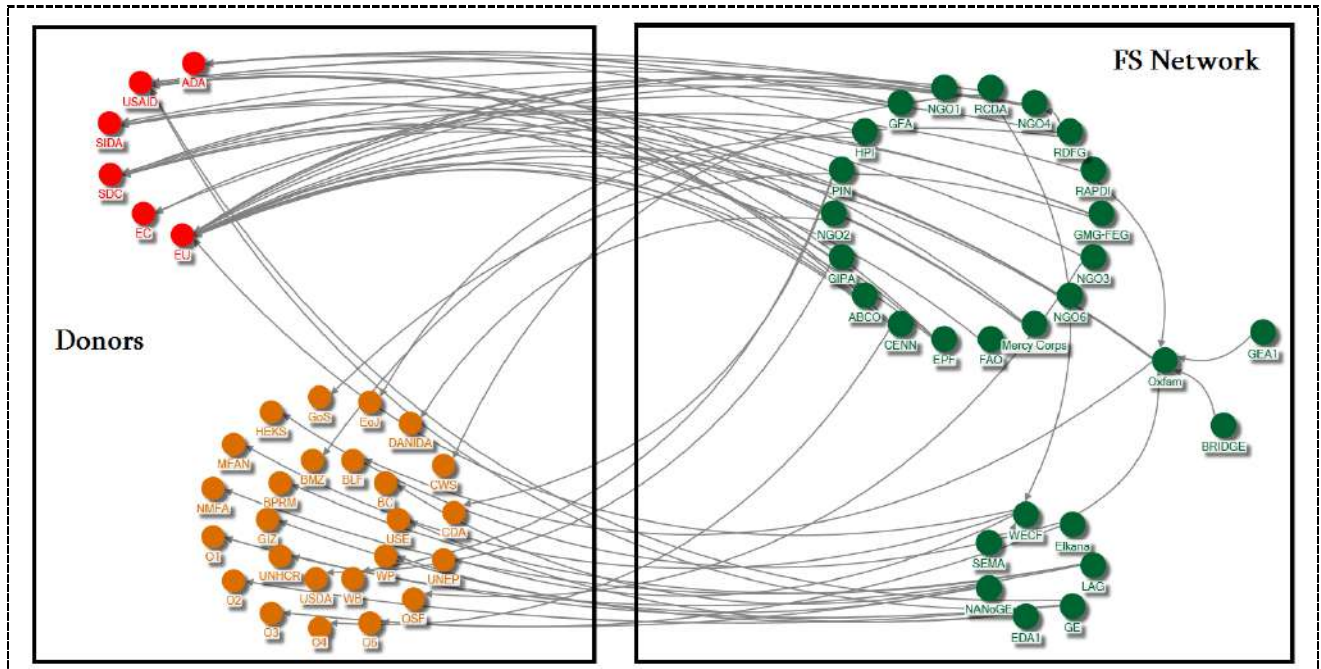 FS Network
ADA
USAID
SIDA
SDC
EC
EU
Donors
NGO1
RCDA
GFA
NGO4
HPI
RDFG
PIN
RAPDI
NGO2
GMG-FEG
GIPA
NGO3
ABCO
NGO6
CENN
EPF
FAO
Mercy Corps
GEA1
Oxfam
BRIDGE
GoS
EoJ
HEKS
DANIDA
MFAN
BMZ
BLF
CWS
NMFA
BPRM
BC
CDA
GIZ
USE
O1
UNHCR
WP
UNEP
O2
USDA
WB
OSF
O3
O4
O5
WECF
Elkana
SEMA
LAG
NANoGE
EDA1
GE